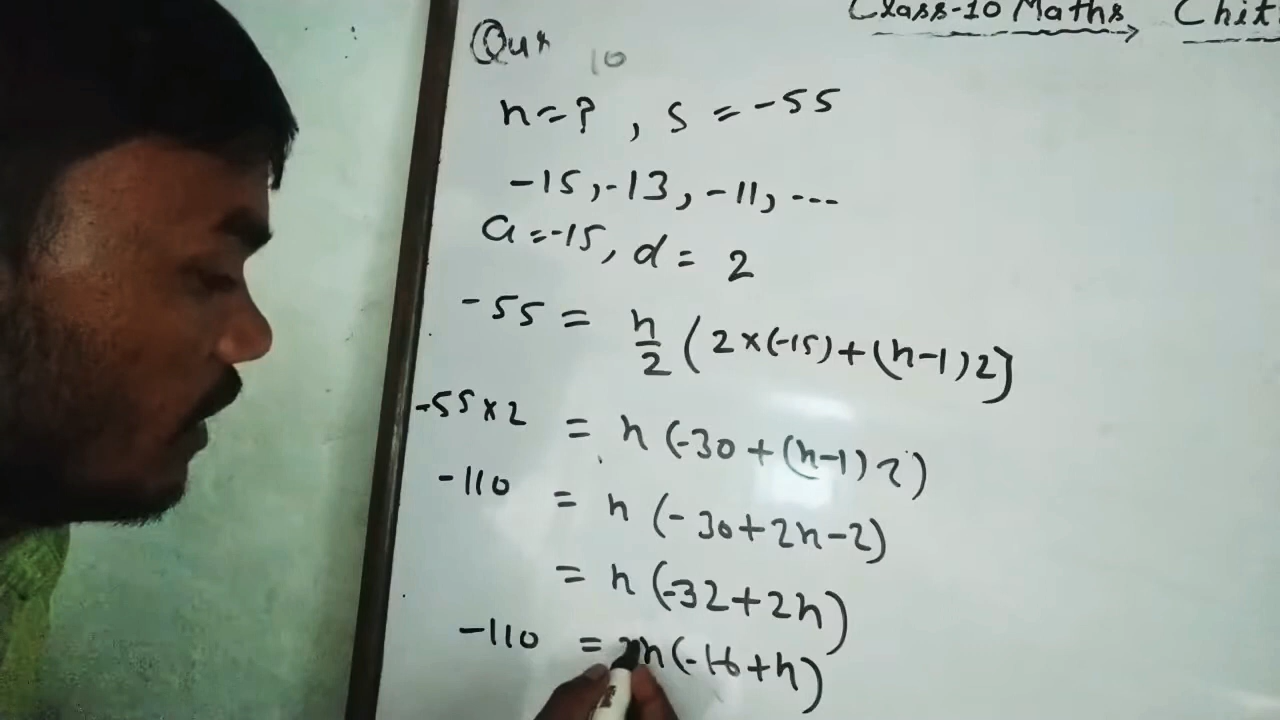 Class-10 Maths Chit
Qus 10
n=?, S = -55
-15, -13, -11, ---
a=-15, d= 2
-55 = n/2 (2×(-15)+(n-1)2]
-55×2 = n(-30+(n-1)2)
-110 = n(-30+2n-2)
= n(-32+2n)
-110 = 2n(-16+n)